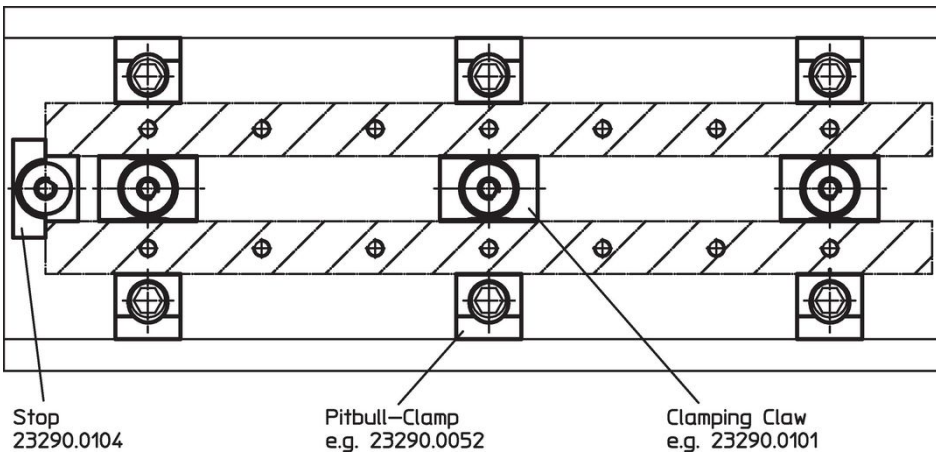 Stop
23290.0104
Pitbull-Clamp
e.g. 23290.0052
Clamping Claw
e.g. 23290.0101